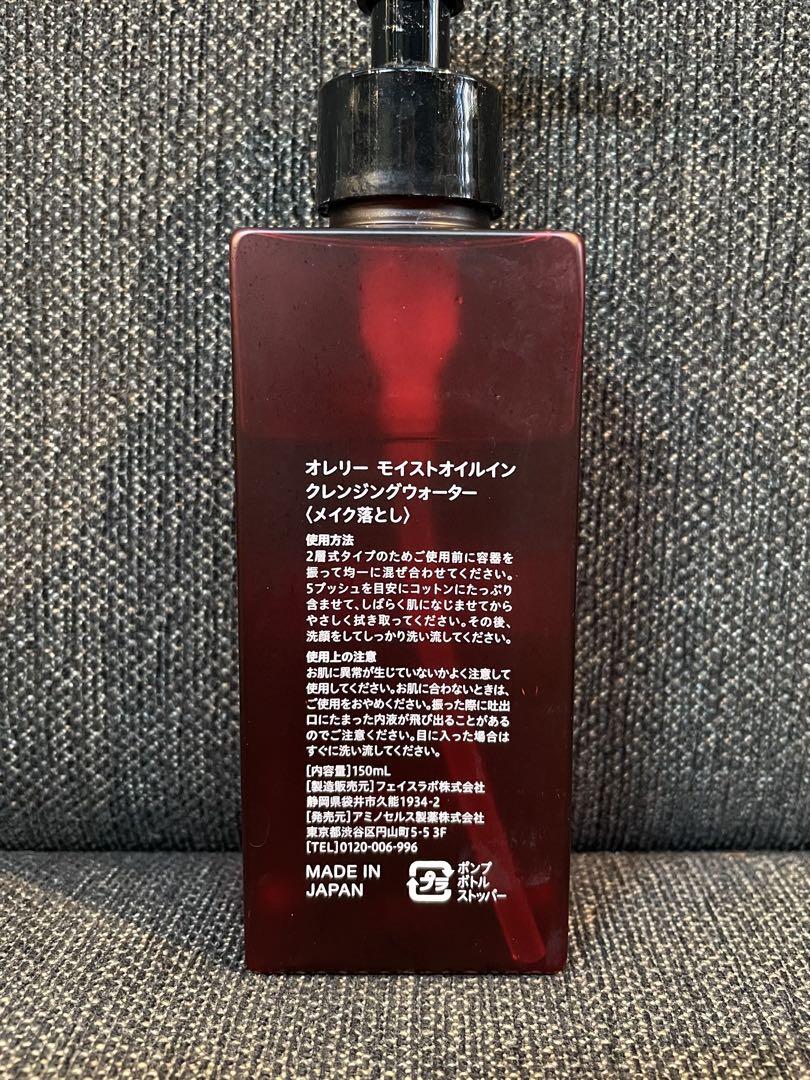 オレリー モイストオイルイン
クレンジングウォーター
〈メイク落とし〉
使用方法
2層式タイプのためご使用前に容器を
振って均一に混ぜ合わせてください。
5プッシュを目安にコットンにたっぷり
含ませて、しばらく肌になじませてから
やさしく拭き取ってください。その後、
洗顔をしてしっかり洗い流してください。
使用上の注意
お肌に異常が生じていないかよく注意して
使用してください。お肌に合わないときは、
ご使用をおやめください。振った際に吐出
口にたまった内液が飛び出ることがある
のでご注意ください。目に入った場合は
すぐに洗い流してください。
[内容量]150mL
[製造販売元]フェイスラボ株式会社
静岡県袋井市久能1934-2
[発売元]アミノセルス製薬株式会社
東京都渋谷区円山町5-5 3F
[TEL]0120-006-996
MADE IN
JAPAN
プラ
ポンプ
ボトル
ストッパー